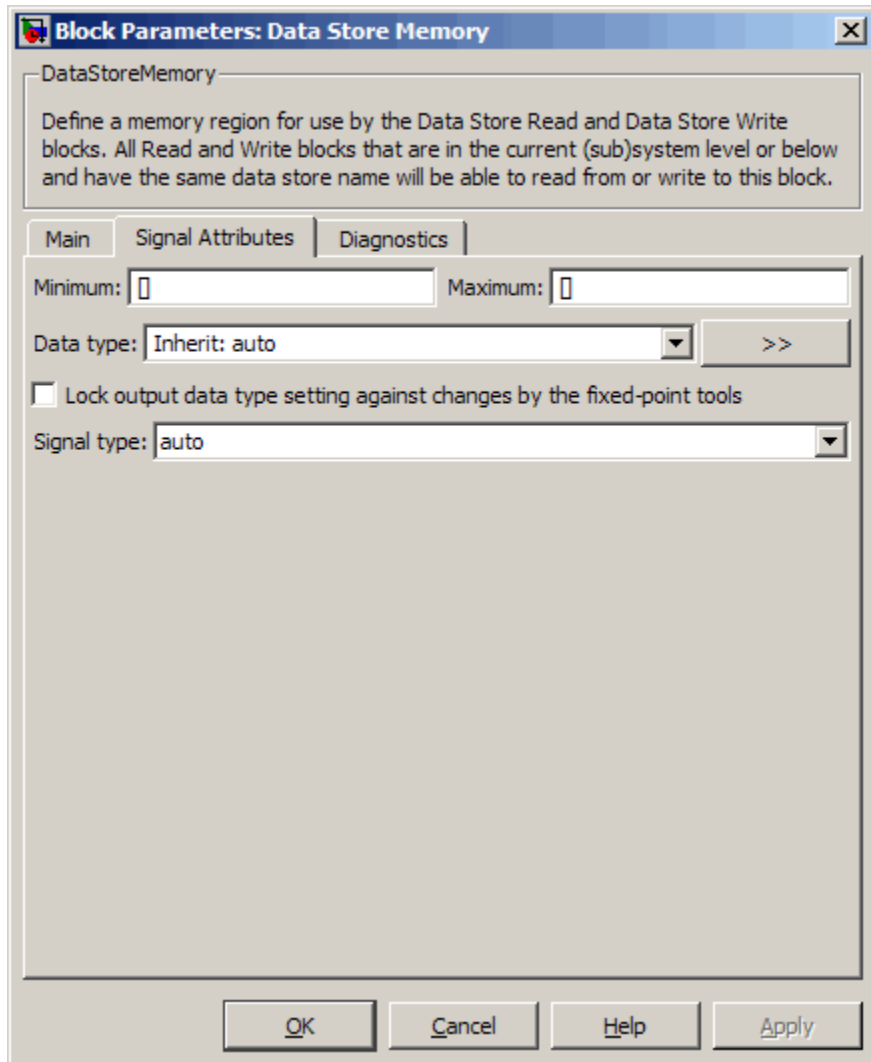 Block Parameters: Data Store Memory
DataStoreMemory
Define a memory region for use by the Data Store Read and Data Store Write
blocks. All Read and Write blocks that are in the current (sub)system level or below
and have the same data store name will be able to read from or write to this block.
Main Signal Attributes Diagnostics
Minimum: [] Maximum: []
Data type: Inherit: auto >>
Lock output data type setting against changes by the fixed-point tools
Signal type: auto
OK Cancel Help Apply